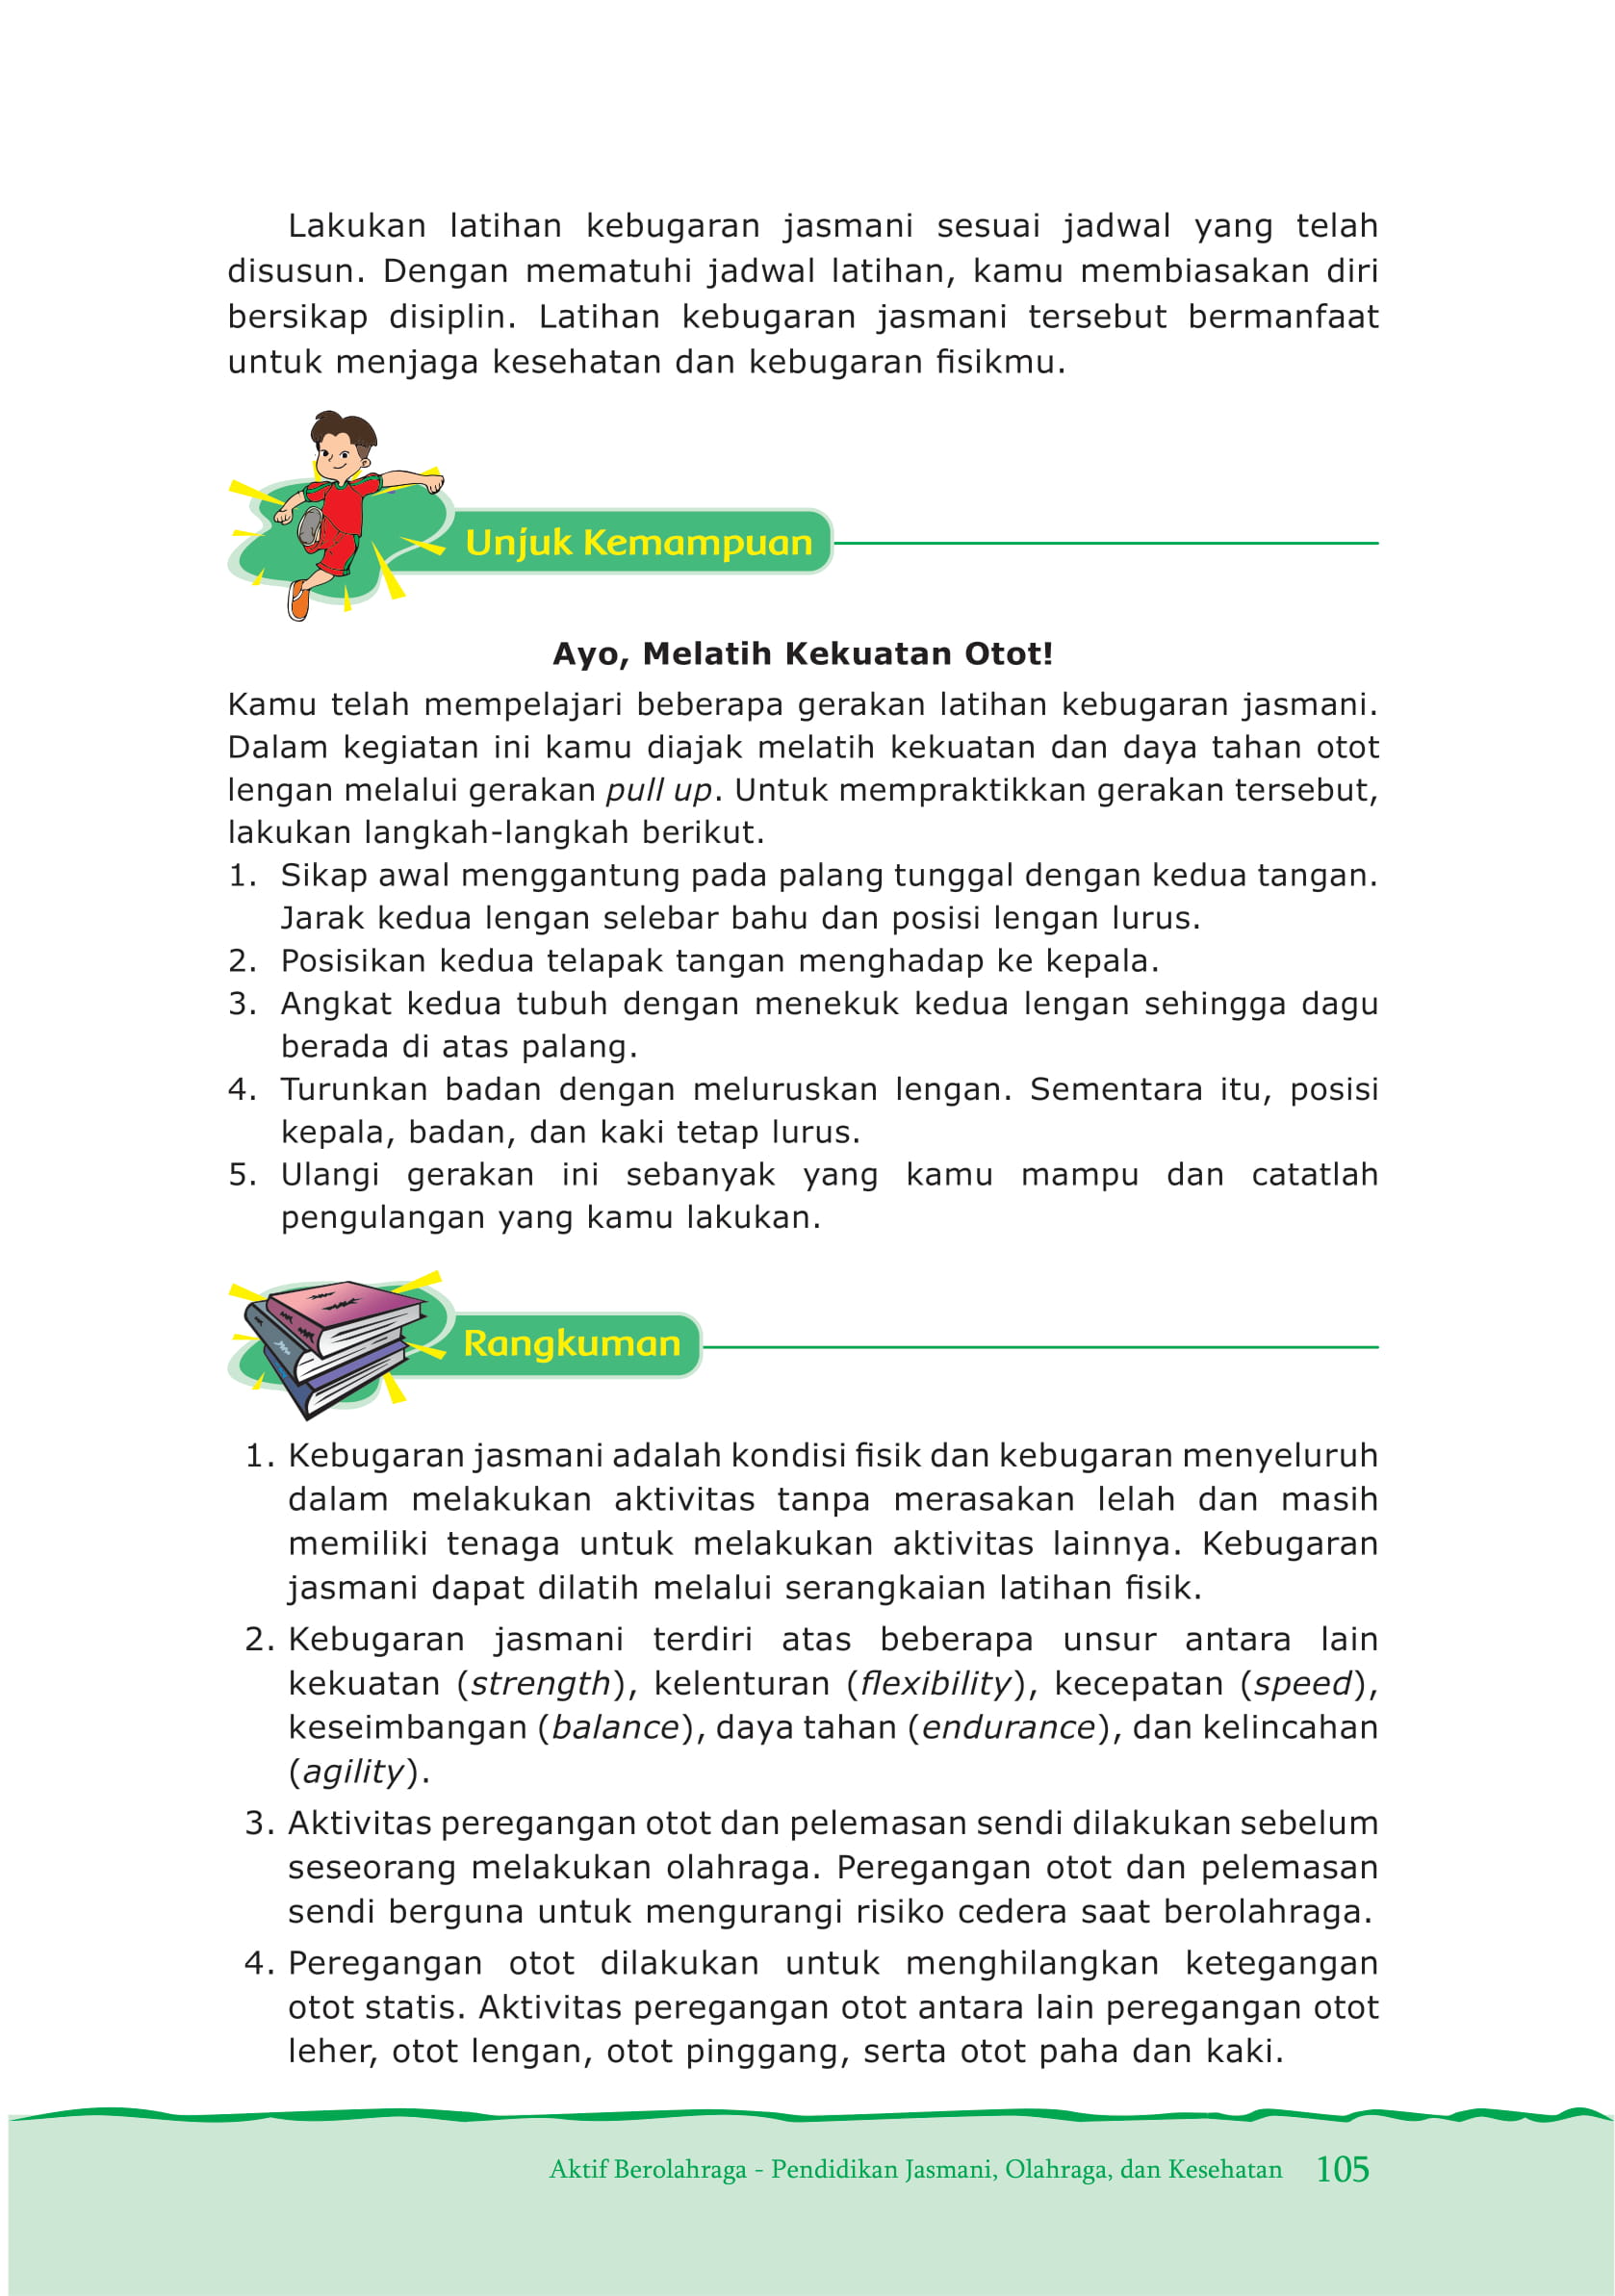 Lakukan latihan kebugaran jasmani sesuai jadwal yang telah
disusun. Dengan mematuhi jadwal latihan, kamu membiasakan diri
bersikap disiplin. Latihan kebugaran jasmani tersebut bermanfaat
untuk menjaga kesehatan dan kebugaran fisikmu.
Unjuk Kemampuan
Ayo, Melatih Kekuatan Otot!
Kamu telah mempelajari beberapa gerakan latihan kebugaran jasmani.
Dalam kegiatan ini kamu diajak melatih kekuatan dan daya tahan otot
lengan melalui gerakan pull up. Untuk mempraktikkan gerakan tersebut,
lakukan langkah-langkah berikut.
1. Sikap awal menggantung pada palang tunggal dengan kedua tangan.
Jarak kedua lengan selebar bahu dan posisi lengan lurus.
2. Posisikan kedua telapak tangan menghadap ke kepala.
3. Angkat kedua tubuh dengan menekuk kedua lengan sehingga dagu
berada di atas palang.
4. Turunkan badan dengan meluruskan lengan. Sementara itu, posisi
kepala, badan, dan kaki tetap lurus.
5. Ulangi gerakan ini sebanyak yang kamu mampu dan catatlah
pengulangan yang kamu lakukan.
Rangkuman
1. Kebugaran jasmani adalah kondisi fisik dan kebugaran menyeluruh
dalam melakukan aktivitas tanpa merasakan lelah dan masih
memiliki tenaga untuk melakukan aktivitas lainnya. Kebugaran
jasmani dapat dilatih melalui serangkaian latihan fisik.
2. Kebugaran jasmani terdiri atas beberapa unsur antara lain
kekuatan (strength), kelenturan (flexibility), kecepatan (speed),
keseimbangan (balance), daya tahan (endurance), dan kelincahan
(agility).
3. Aktivitas peregangan otot dan pelemasan sendi dilakukan sebelum
seseorang melakukan olahraga. Peregangan otot dan pelemasan
sendi berguna untuk mengurangi risiko cedera saat berolahraga.
4. Peregangan otot dilakukan untuk menghilangkan ketegangan
otot statis. Aktivitas peregangan otot antara lain peregangan otot
leher, otot lengan, otot pinggang, serta otot paha dan kaki.
Aktif Berolahraga - Pendidikan Jasmani, Olahraga, dan Kesehatan 105